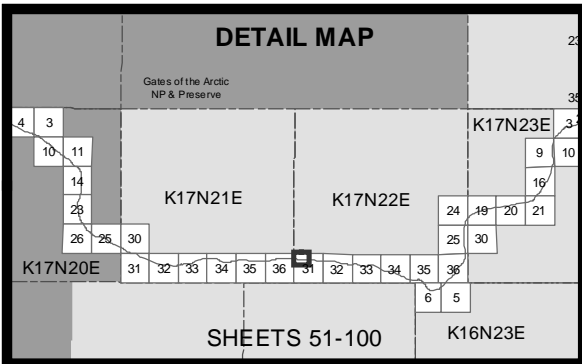 DETAIL MAP
23
Gates of the Arctic
NP & Preserve
35
4 3
K17N23E
3
10 11
9 10
14
16
K17N21E
K17N22E
23
24 19 20 21
26 25 30
25 30
K17N20E
31 32 33 34 35 36 31 32 33 34 35 36
6 5
SHEETS 51-100
K16N23E